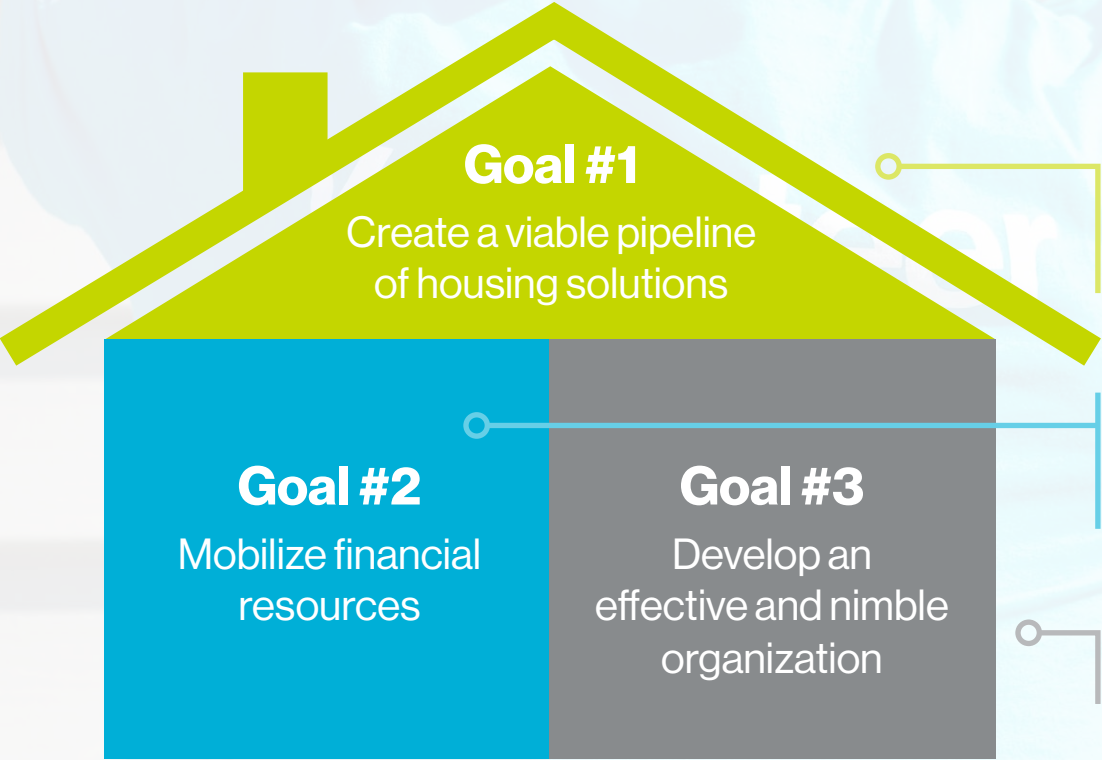 Goal #1
Create a viable pipeline
of housing solutions
Goal #2
Mobilize financial
resources
Goal #3
Develop an
effective and nimble
organization